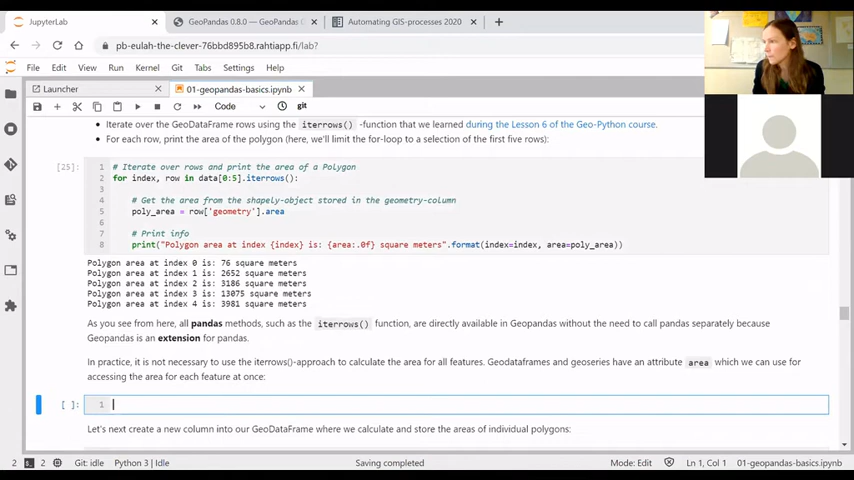 JupyterLab
GeoPandas 0.8.0 — GeoPandas
Automating GIS-processes 2020
pb-eulah-the-clever-76bbd895b8.rahtiapp.fi/lab?
File Edit View Run Kernel Git Tabs Settings Help
Launcher
01-geopandas-basics.ipynb
Code
git
Iterate over the GeoDataFrame rows using the iterrows() -function that we learned during the Lesson 6 of the Geo-Python course.
For each row, print the area of the polygon (here, we'll limit the for-loop to a selection of the first five rows):
[25]:
1 # Iterate over rows and print the area of a Polygon
2 for index, row in data[0:5].iterrows():
3
4 # Get the area from the shapely-object stored in the geometry-column
5 poly_area = row['geometry'].area
6
7 # Print info
8 print("Polygon area at index {index} is: {area:.0f} square meters".format(index=index, area=poly_area))
Polygon area at index 0 is: 76 square meters
Polygon area at index 1 is: 2652 square meters
Polygon area at index 2 is: 3186 square meters
Polygon area at index 3 is: 13075 square meters
Polygon area at index 4 is: 3981 square meters
As you see from here, all pandas methods, such as the iterrows() function, are directly available in Geopandas without the need to call pandas separately because
Geopandas is an extension for pandas.
In practice, it is not necessary to use the iterrows()-approach to calculate the area for all features. Geodataframes and geoseries have an attribute area which we can use for
accessing the area for each feature at once:
[ ]: 1
Let's next create a new column into our GeoDataFrame where we calculate and store the areas of individual polygons:
2 2 Git: idle Python 3 | Idle Saving completed Mode: Edit Ln 1, Col 1 01-geopandas-basics.ipynb